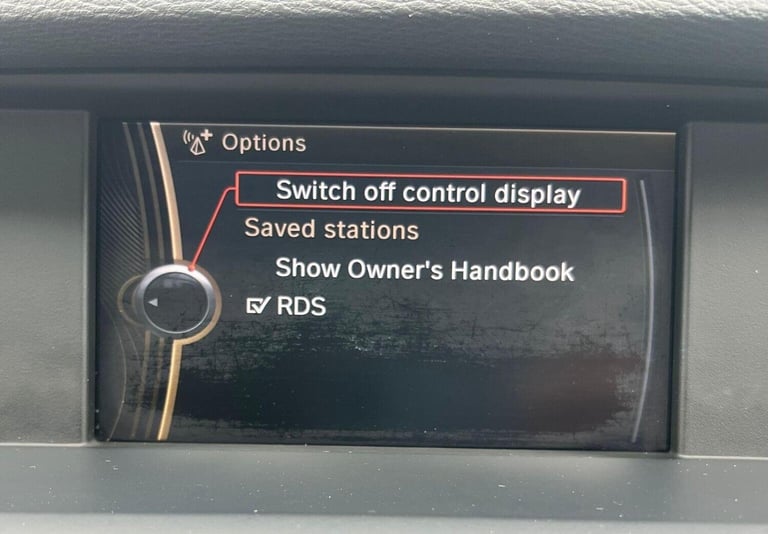 Options
Switch off control display
Saved stations
Show Owner's Handbook
RDS